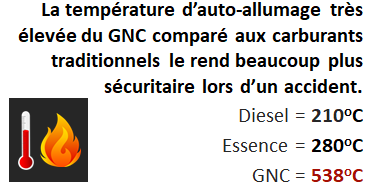 La température d’auto-allumage très
élevée du GNC comparé aux carburants
traditionnels le rend beaucoup plus
sécuritaire lors d’un accident.
Diesel = 210ºC
Essence = 280ºC
GNC = 538ºC